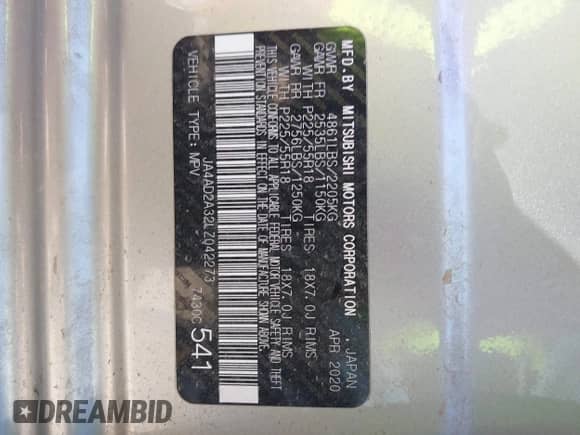 MFD.BY MITSUBISHI MOTORS CORPORATION , JAPAN
APR 2020
GVWR 4861LBS/2205KG
GAWR FR 2535LBS/1150KG
WITH P225/55R18 TIRES 18X7.0J RIMS
GAWR RR 2756LBS/1250KG
WITH P225/55R18 TIRES 18X7.0J RIMS
THIS VEHICLE CONFORMS TO ALL APPLICABLE FEDERAL MOTOR VEHICLE SAFETY AND THEFT
PREVENTION STANDARDS IN EFFECT ON THE DATE OF MANUFACTURE SHOWN ABOVE.
JA4AD2A32LZ042273 7430C 541
VEHICLE TYPE: MPV
DREAMBID